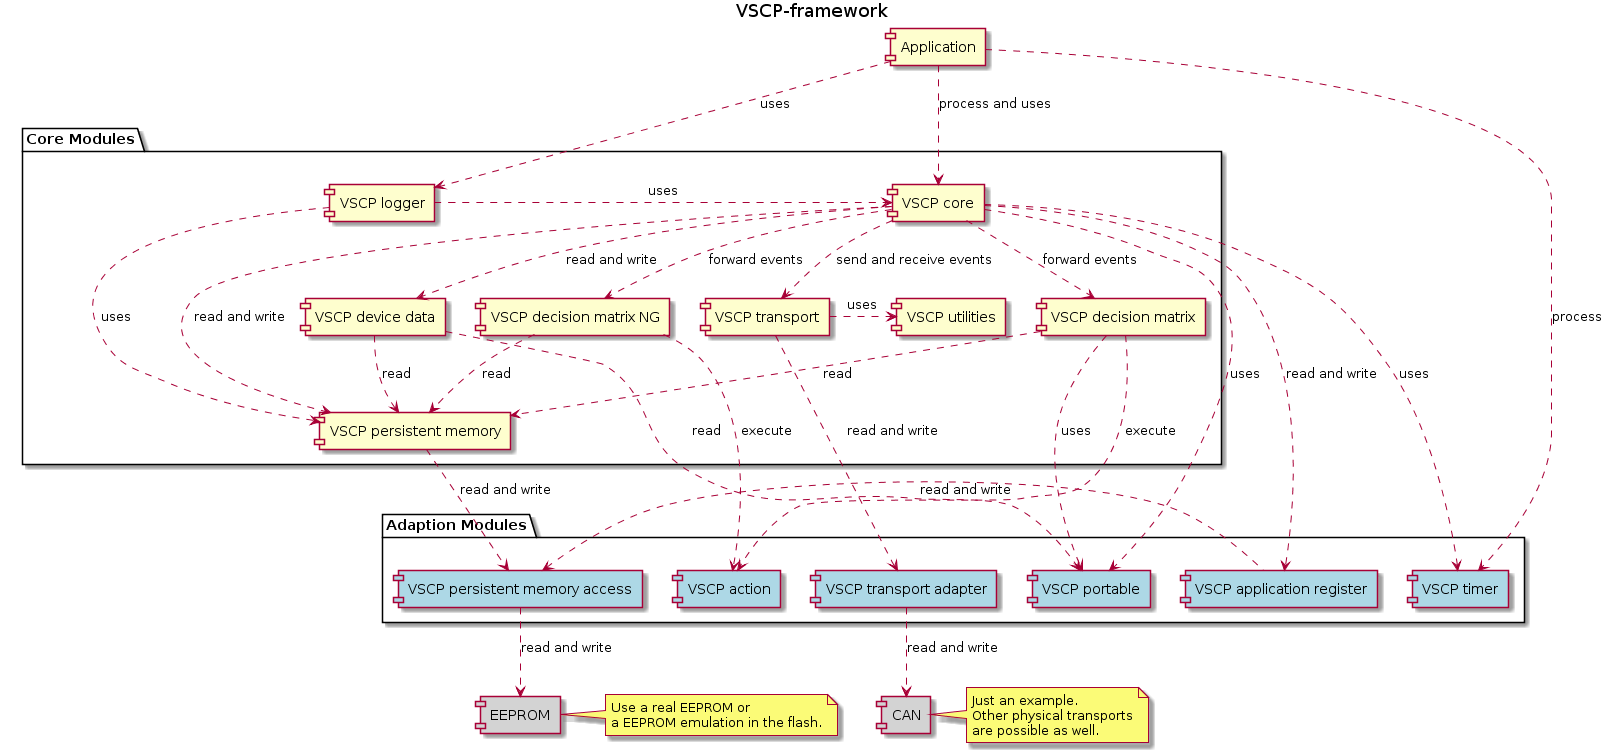 VSCP-framework
Application
uses
process and uses
Core Modules
uses
VSCP logger
VSCP core
read and write
forward events
send and receive events
forward events
uses
read and write
VSCP device data
VSCP decision matrix NG
VSCP transport
uses
VSCP utilities
VSCP decision matrix
process
read
read
read
uses
read and write
uses
VSCP persistent memory
read
execute
read and write
uses
execute
read and write
read and write
Adaption Modules
VSCP persistent memory access
VSCP action
VSCP transport adapter
VSCP portable
VSCP application register
VSCP timer
read and write
read and write
EEPROM
Use a real EEPROM or
a EEPROM emulation in the flash.
CAN
Just an example.
Other physical transports
are possible as well.